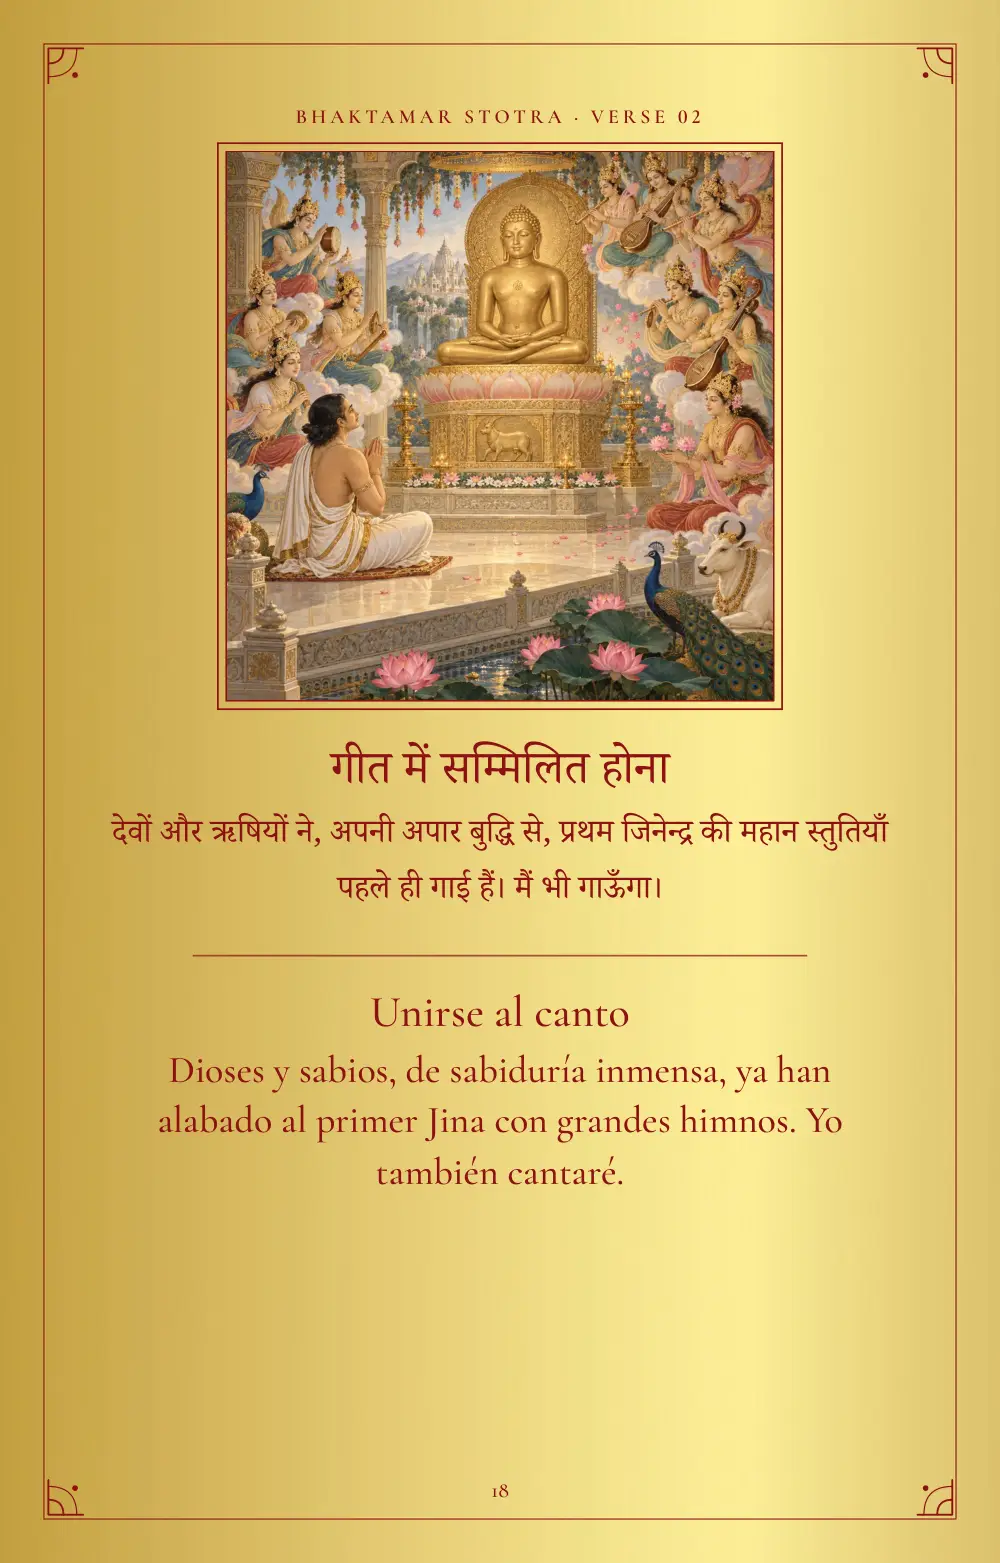 BHAKTAMAR STOTRA · VERSE 02
गीत में सम्मिलित होना
देवों और ऋषियों ने, अपनी अपार बुद्धि से, प्रथम जिनेन्द्र की महान स्तुतियाँ
पहले ही गाई हैं। मैं भी गाऊँगा।
Unirse al canto
Dioses y sabios, de sabiduría inmensa, ya han
alabado al primer Jina con grandes himnos. Yo
también cantaré.
18